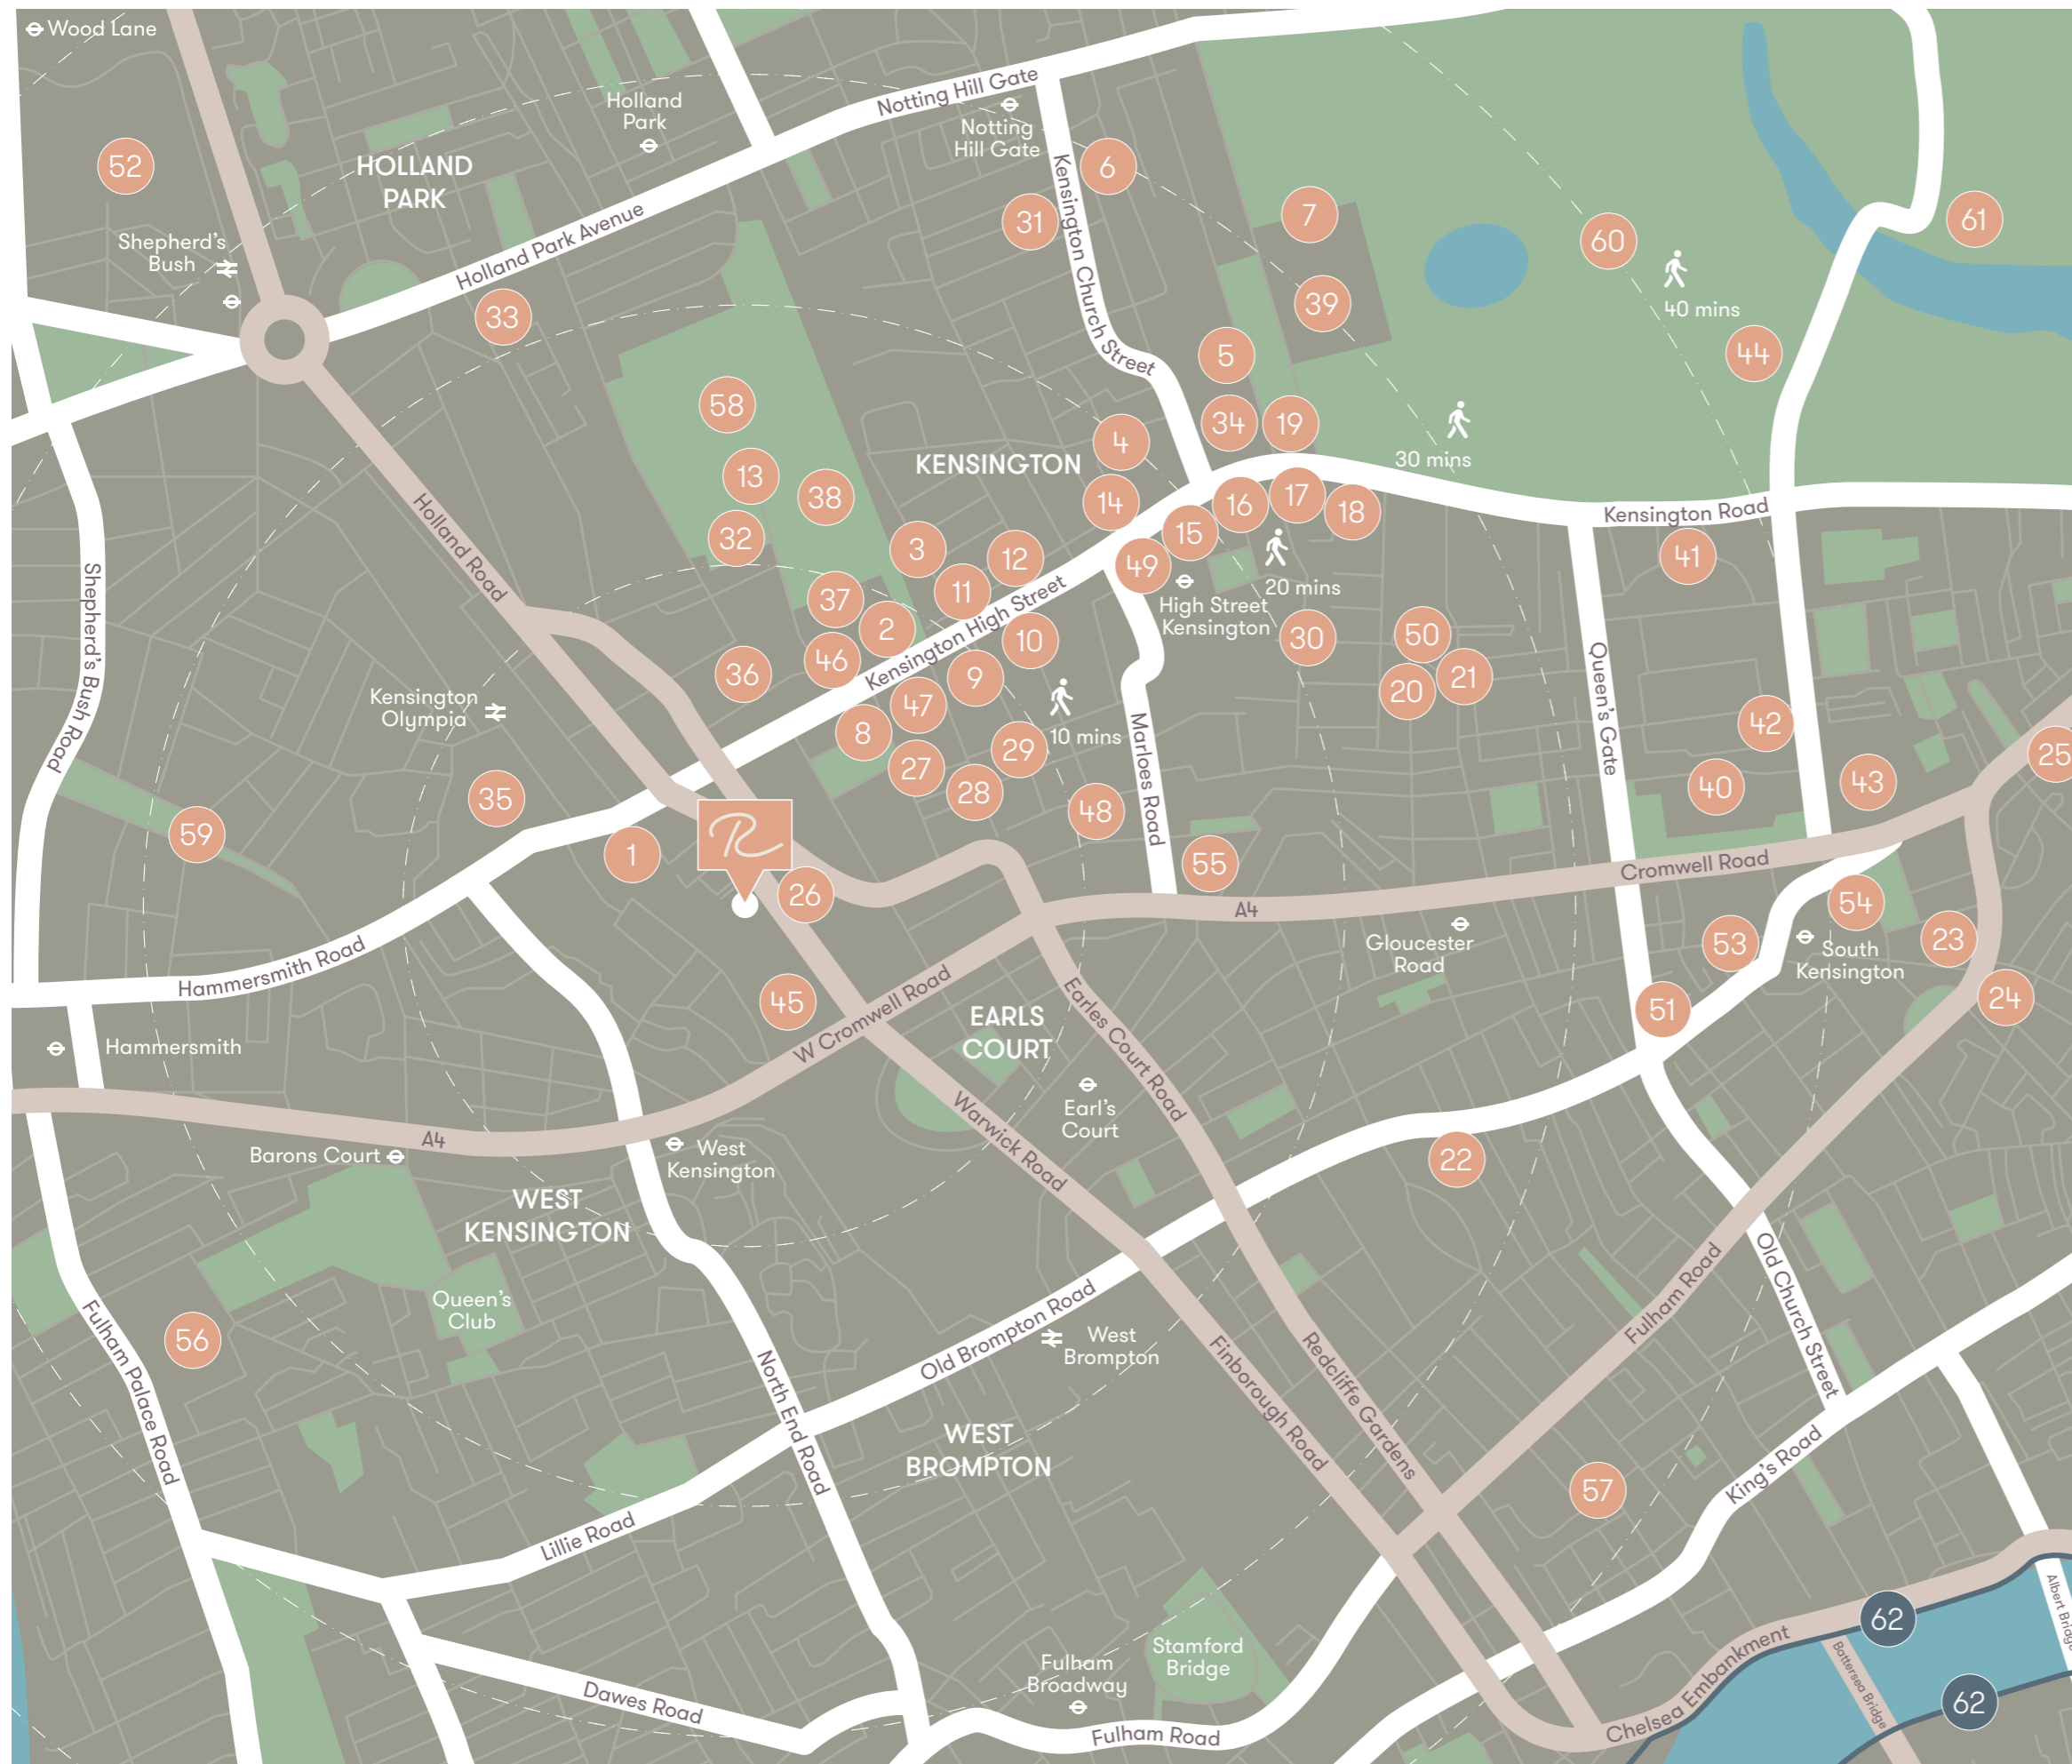 Wood Lane
52
HOLLAND
PARK
Holland
Park
Notting Hill Gate
Notting
Hill Gate
Shepherd's
Bush
Holland Park Avenue
33
6
31
Kensington Church Street
7
39
60
40 mins
61
44
5
34
19
4
14
KENSINGTON
30 mins
58
13
38
32
3
12
11
37
2
46
36
Kensington High Street
10
9
47
8
27
28
29
10 mins
48
16
17
18
15
49
High Street
Kensington
20 mins
30
50
20
21
Kensington Road
41
42
40
43
25
Queen's Gate
Marloes Road
Holland Road
Shepherd's Bush Road
Kensington
Olympia
35
59
1
R
26
55
A4
Cromwell Road
Gloucester
Road
53
54
South
Kensington
23
24
51
Hammersmith Road
Hammersmith
45
W Cromwell Road
EARLS
COURT
Earles Court Road
Earl's
Court
Warwick Road
A4
Barons Court
West
Kensington
WEST
KENSINGTON
22
Queen's
Club
56
Fulham Palace Road
North End Road
Old Brompton Road
West
Brompton
WEST
BROMPTON
Finborough Road
Redcliffe Gardens
Fulham Road
Old Church Street
King's Road
57
Lillie Road
Dawes Road
Fulham
Broadway
Stamford
Bridge
Fulham Road
Chelsea Embankment
62
Battersea Bridge
Albert Bridge
62